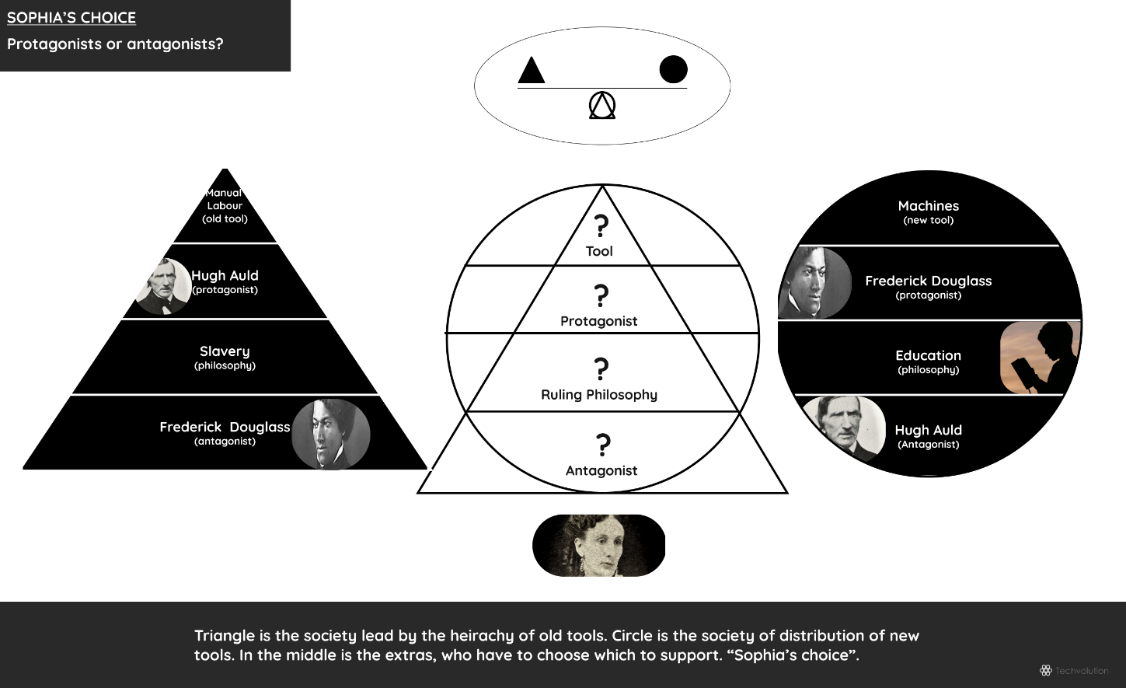 SOPHIA'S CHOICE
Protagonists or antagonists?
Manual
Labour
(old tool)
Hugh Auld
(protagonist)
Slavery
(philosophy)
Frederick Douglass
(antagonist)
?
Tool
?
Protagonist
?
Ruling Philosophy
?
Antagonist
Machines
(new tool)
Frederick Douglass
(protagonist)
Education
(philosophy)
Hugh Auld
(Antagonist)
Triangle is the society lead by the heirachy of old tools. Circle is the society of distribution of new
tools. In the middle is the extras, who have to choose which to support. “Sophia’s choice”.
Techvolution